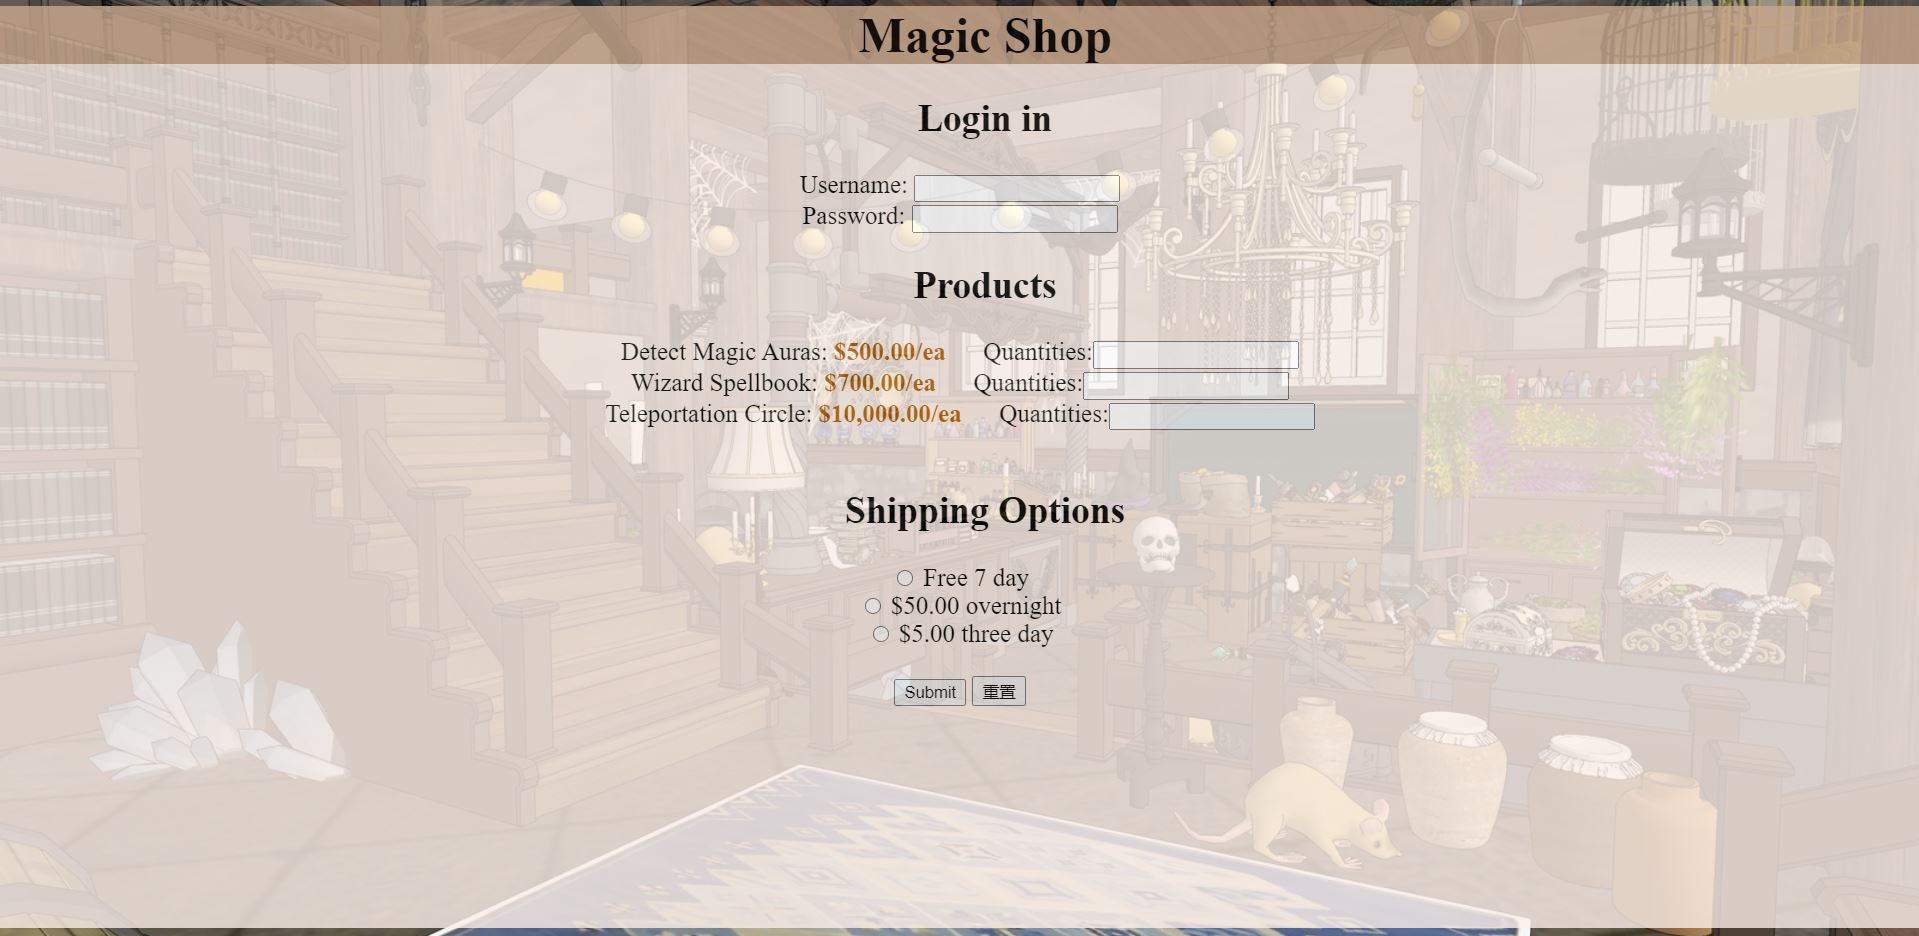 Magic Shop
Login in
Username:
Password:
Products
Detect Magic Auras: $500.00/ea Quantities:
Wizard Spellbook: $700.00/ea Quantities:
Teleportation Circle: $10,000.00/ea Quantities:
Shipping Options
Free 7 day
$50.00 overnight
$5.00 three day
Submit 重置